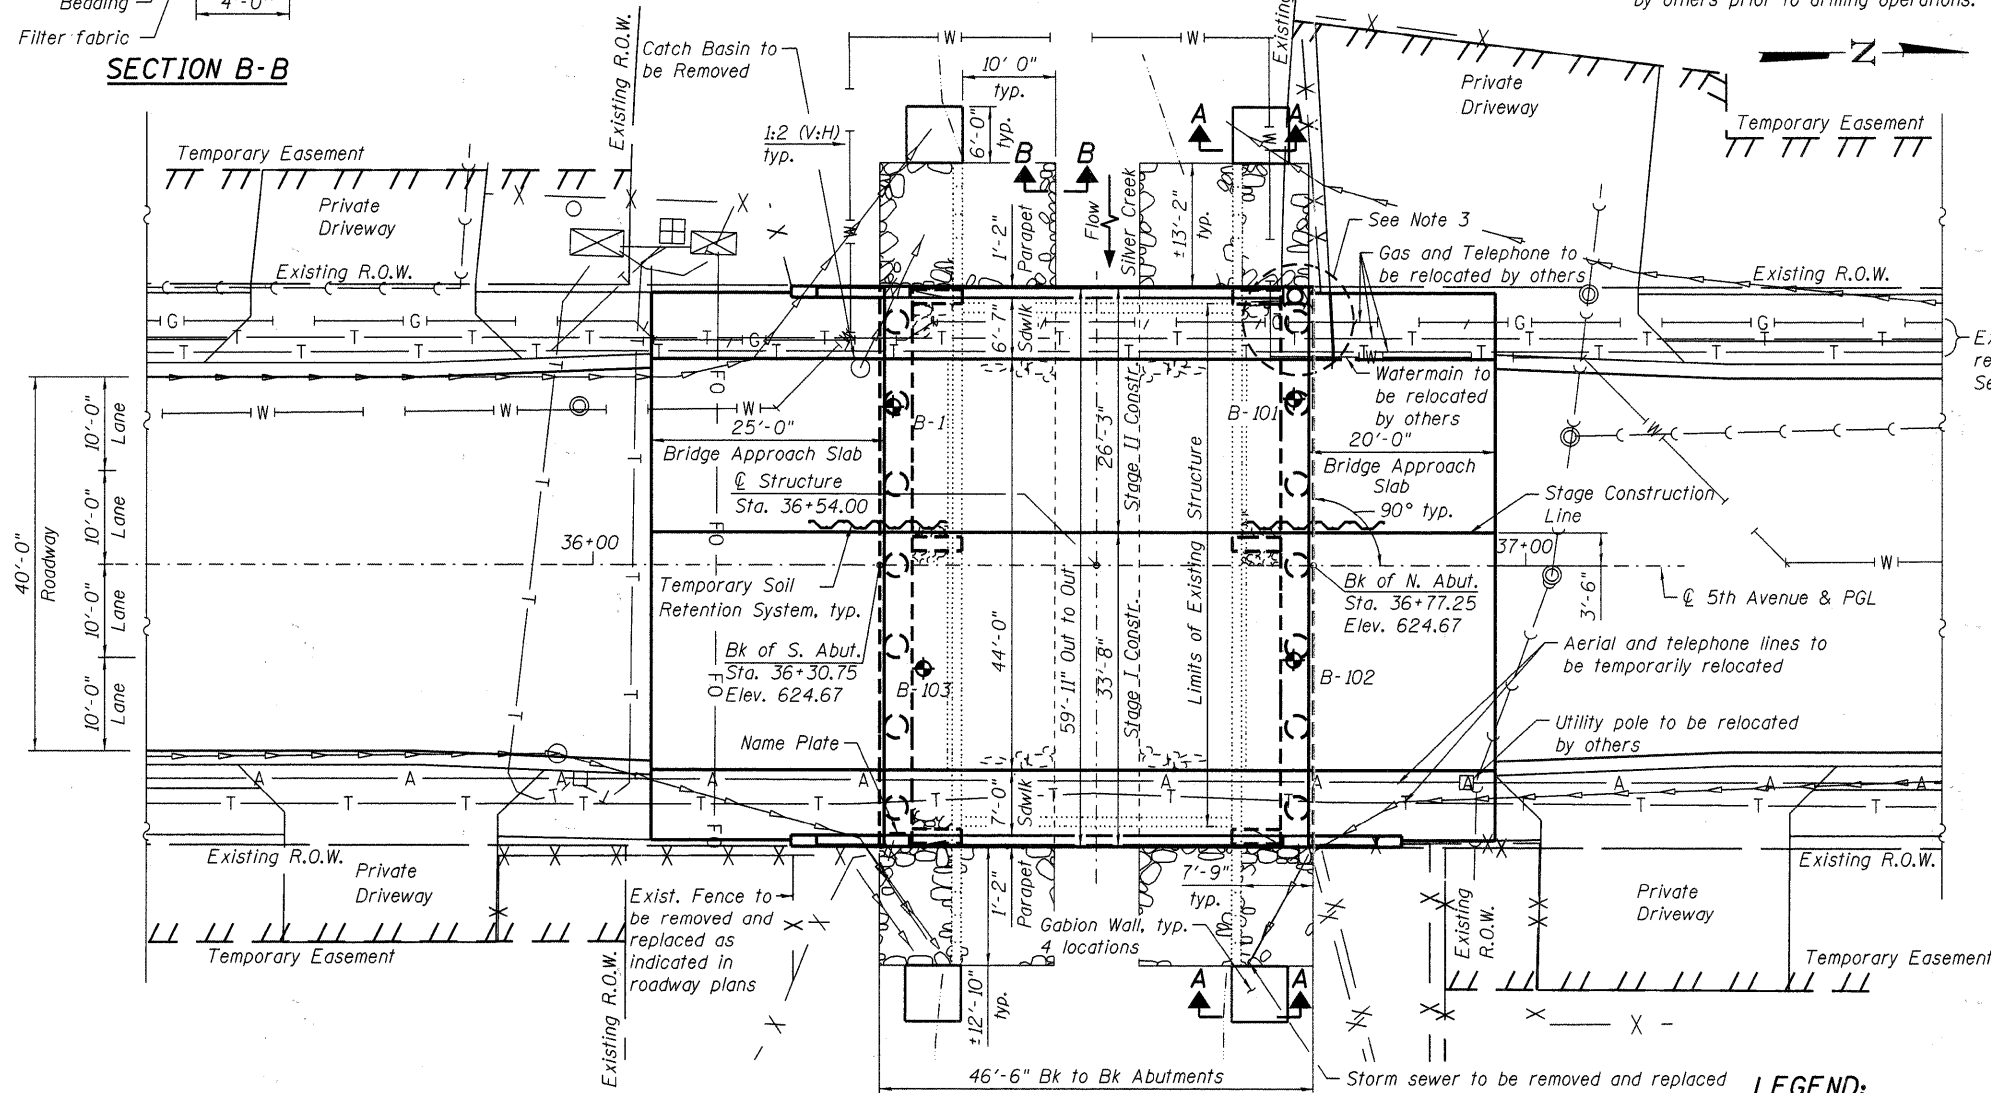 Bedding
4'-0"
Filter fabric
SECTION B-B
by others prior to driving operations.
N
Existing R.O.W.
Catch Basin to
be Removed
W
W
10' 0"
typ.
6'-0"
typ.
1:2 (V:H)
typ.
A
A
B
B
Private
Driveway
Temporary Easement
Temporary Easement
Private
Driveway
Existing R.O.W.
1'-2"
Parapet
Flow
Silver Creek
±13'-2"
typ.
See Note 3
Gas and Telephone to
be relocated by others
Existing R.O.W.
6'-7"
Sdwlk
Watermain to
be relocated
by others
40'-0"
Roadway
10'-0"
Lane
10'-0"
Lane
10'-0"
Lane
10'-0"
Lane
25'-0"
Bridge Approach Slab
B-1
B-101
20'-0"
Bridge Approach
Slab
℄ Structure
Sta. 36+54.00
26'-3"
Stage II Constr.
Limits of Existing Structure
90° typ.
Stage Construction
Line
36+00
37+00
3'-6"
℄ 5th Avenue & PGL
Temporary Soil
Retention System, typ.
Bk of N. Abut.
Sta. 36+77.25
Elev. 624.67
Bk of S. Abut.
Sta. 36+30.75
Elev. 624.67
B-103
44'-0"
59'-11" Out to Out
33'-8"
Stage I Constr.
B-102
Aerial and telephone lines to
be temporarily relocated
Utility pole to be relocated
by others
Name Plate
7'-0"
Sdwlk
Existing R.O.W.
Private
Driveway
Temporary Easement
Existing R.O.W.
Exist. Fence to
be removed and
replaced as
indicated in
roadway plans
1'-2"
Parapet
±12'-10"
typ.
Gabion Wall, typ.
4 locations
7'-9"
typ.
A
A
Existing
R.O.W.
Private
Driveway
Existing R.O.W.
Temporary Easement
46'-6" Bk to Bk Abutments
Storm sewer to be removed and replaced
LEGEND: